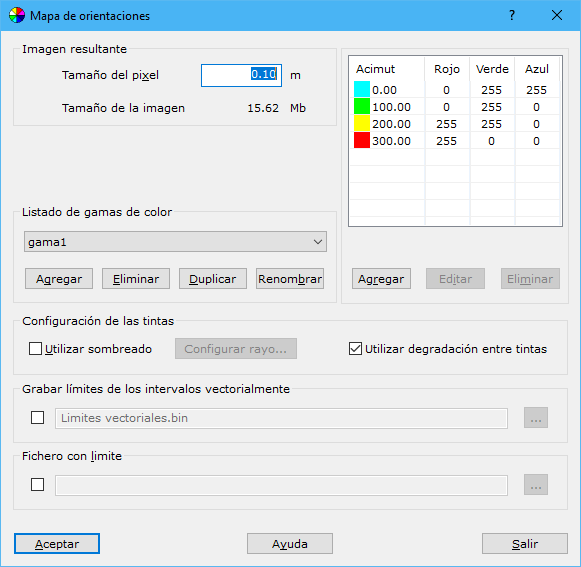 Mapa de orientaciones
?
Imagen resultante
Tamaño del pixel 0.10 m
Tamaño de la imagen 15.62 Mb
Acimut Rojo Verde Azul
0.00 0 255 255
100.00 0 255 0
200.00 255 255 0
300.00 255 0 0
Listado de gamas de color
gama1
Agregar Eliminar Duplicar Renombrar
Agregar Editar Eliminar
Configuración de las tintas
Utilizar sombreado Configurar rayo... Utilizar degradación entre tintas
Grabar límites de los intervalos vectorialmente
Limites vectoriales.bin ...
Fichero con limite
...
Aceptar Ayuda Salir